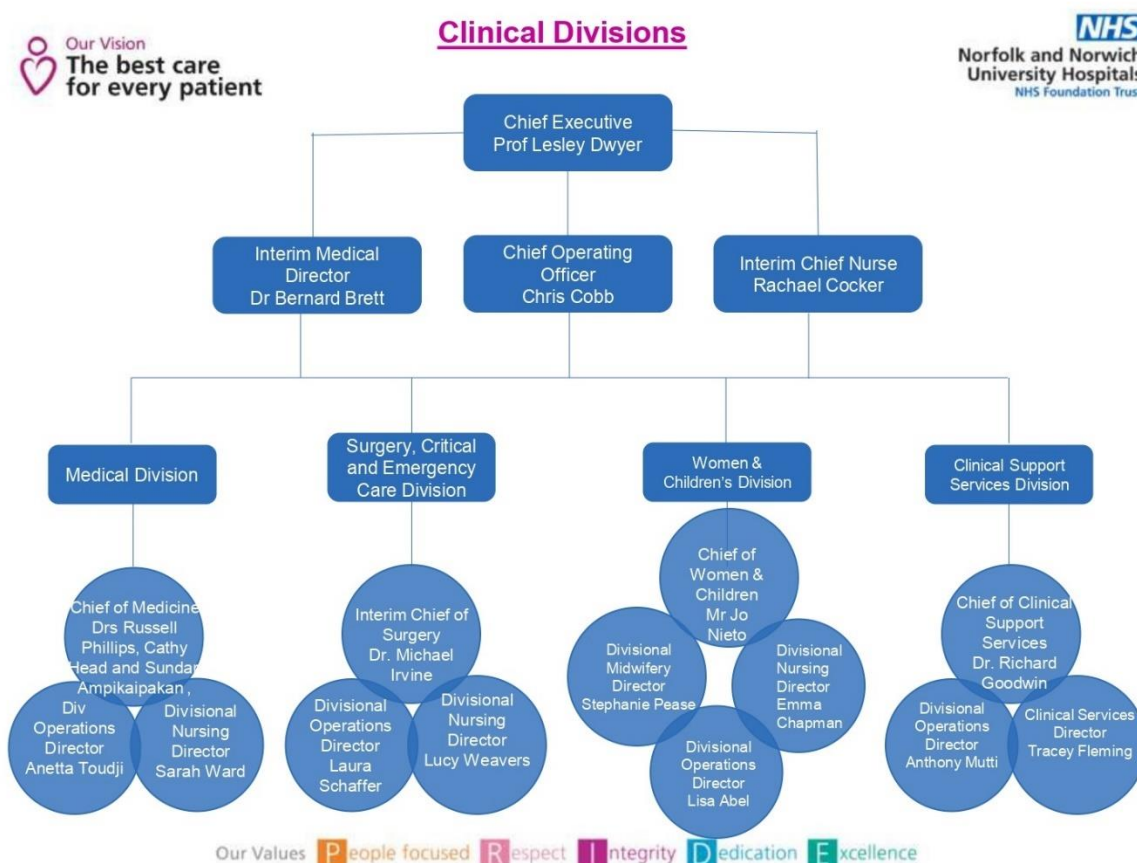 Clinical Divisions
Our Vision
The best care
for every patient
NHS
Norfolk and Norwich
University Hospitals
NHS Foundation Trust
Chief Executive
Prof Lesley Dwyer
Interim Medical
Director
Dr Bernard Brett
Chief Operating
Officer
Chris Cobb
Interim Chief Nurse
Rachael Cocker
Medical Division
Surgery, Critical
and Emergency
Care Division
Women &
Children's Division
Clinical Support
Services Division
Chief of Medicine
Drs Russell
Phillips, Cathy
Head and Sundar
Ampikaipakan ,
Div
Operations
Director
Anetta Toudji
Divisional
Nursing
Director
Sarah Ward
Interim Chief of
Surgery
Dr. Michael
Irvine
Divisional
Operations
Director
Laura
Schaffer
Divisional
Nursing
Director
Lucy Weavers
Chief of
Women &
Children
Mr Jo
Nieto
Divisional
Midwifery
Director
Stephanie Pease
Divisional
Nursing
Director
Emma
Chapman
Divisional
Operations
Director
Lisa Abel
Chief of Clinical
Support
Services
Dr. Richard
Goodwin
Divisional
Operations
Director
Anthony Mutti
Clinical Services
Director
Tracey Fleming
Our Values People focused Respect Integrity Dedication Excellence